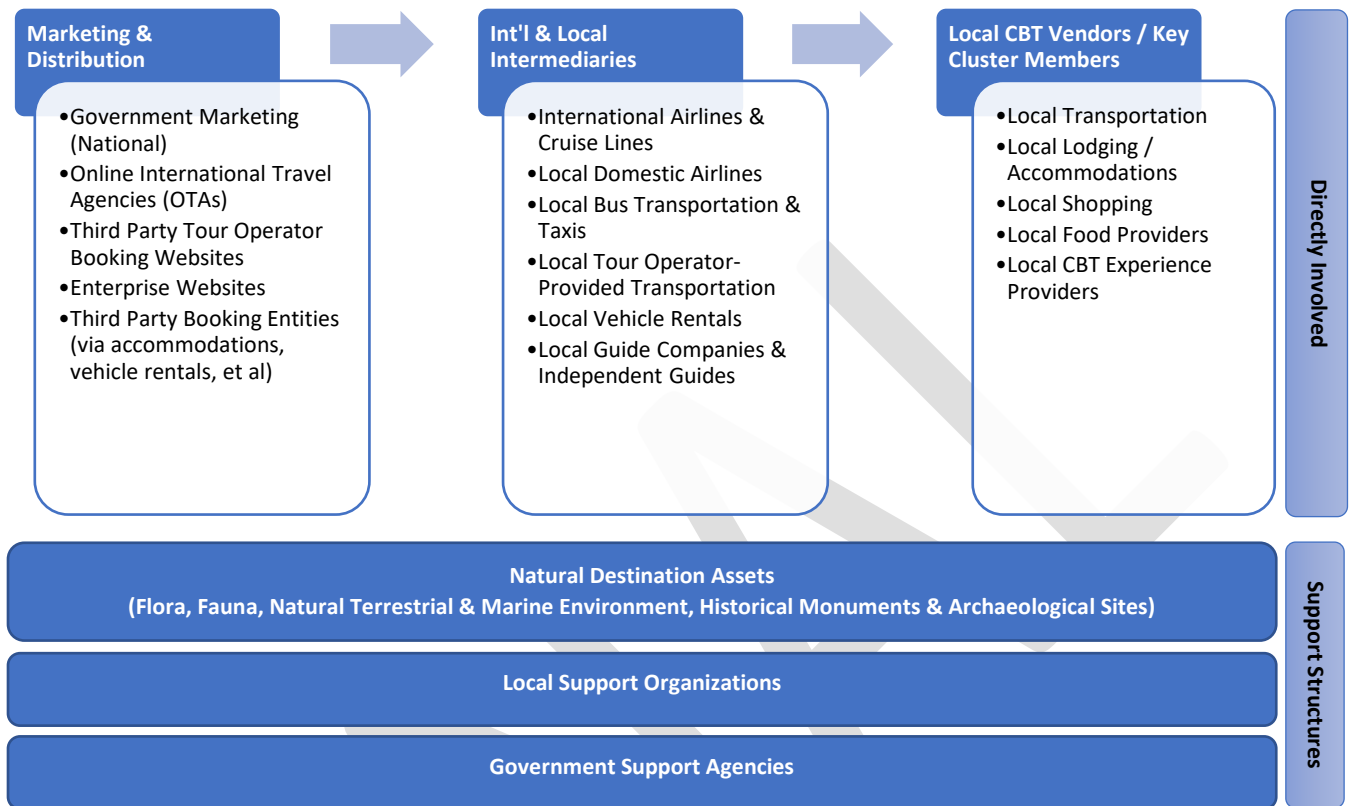 Marketing &
Distribution
•Government Marketing
(National)
•Online International Travel
Agencies (OTAs)
•Third Party Tour Operator
Booking Websites
•Enterprise Websites
•Third Party Booking Entities
(via accommodations,
vehicle rentals, et al)
Int'l & Local
Intermediaries
•International Airlines &
Cruise Lines
•Local Domestic Airlines
•Local Bus Transportation &
Taxis
•Local Tour Operator-
Provided Transportation
•Local Vehicle Rentals
•Local Guide Companies &
Independent Guides
Local CBT Vendors / Key
Cluster Members
•Local Transportation
•Local Lodging /
Accommodations
•Local Shopping
•Local Food Providers
•Local CBT Experience
Providers
Directly Involved
Natural Destination Assets
(Flora, Fauna, Natural Terrestrial & Marine Environment, Historical Monuments & Archaeological Sites)
Local Support Organizations
Government Support Agencies
Support Structures